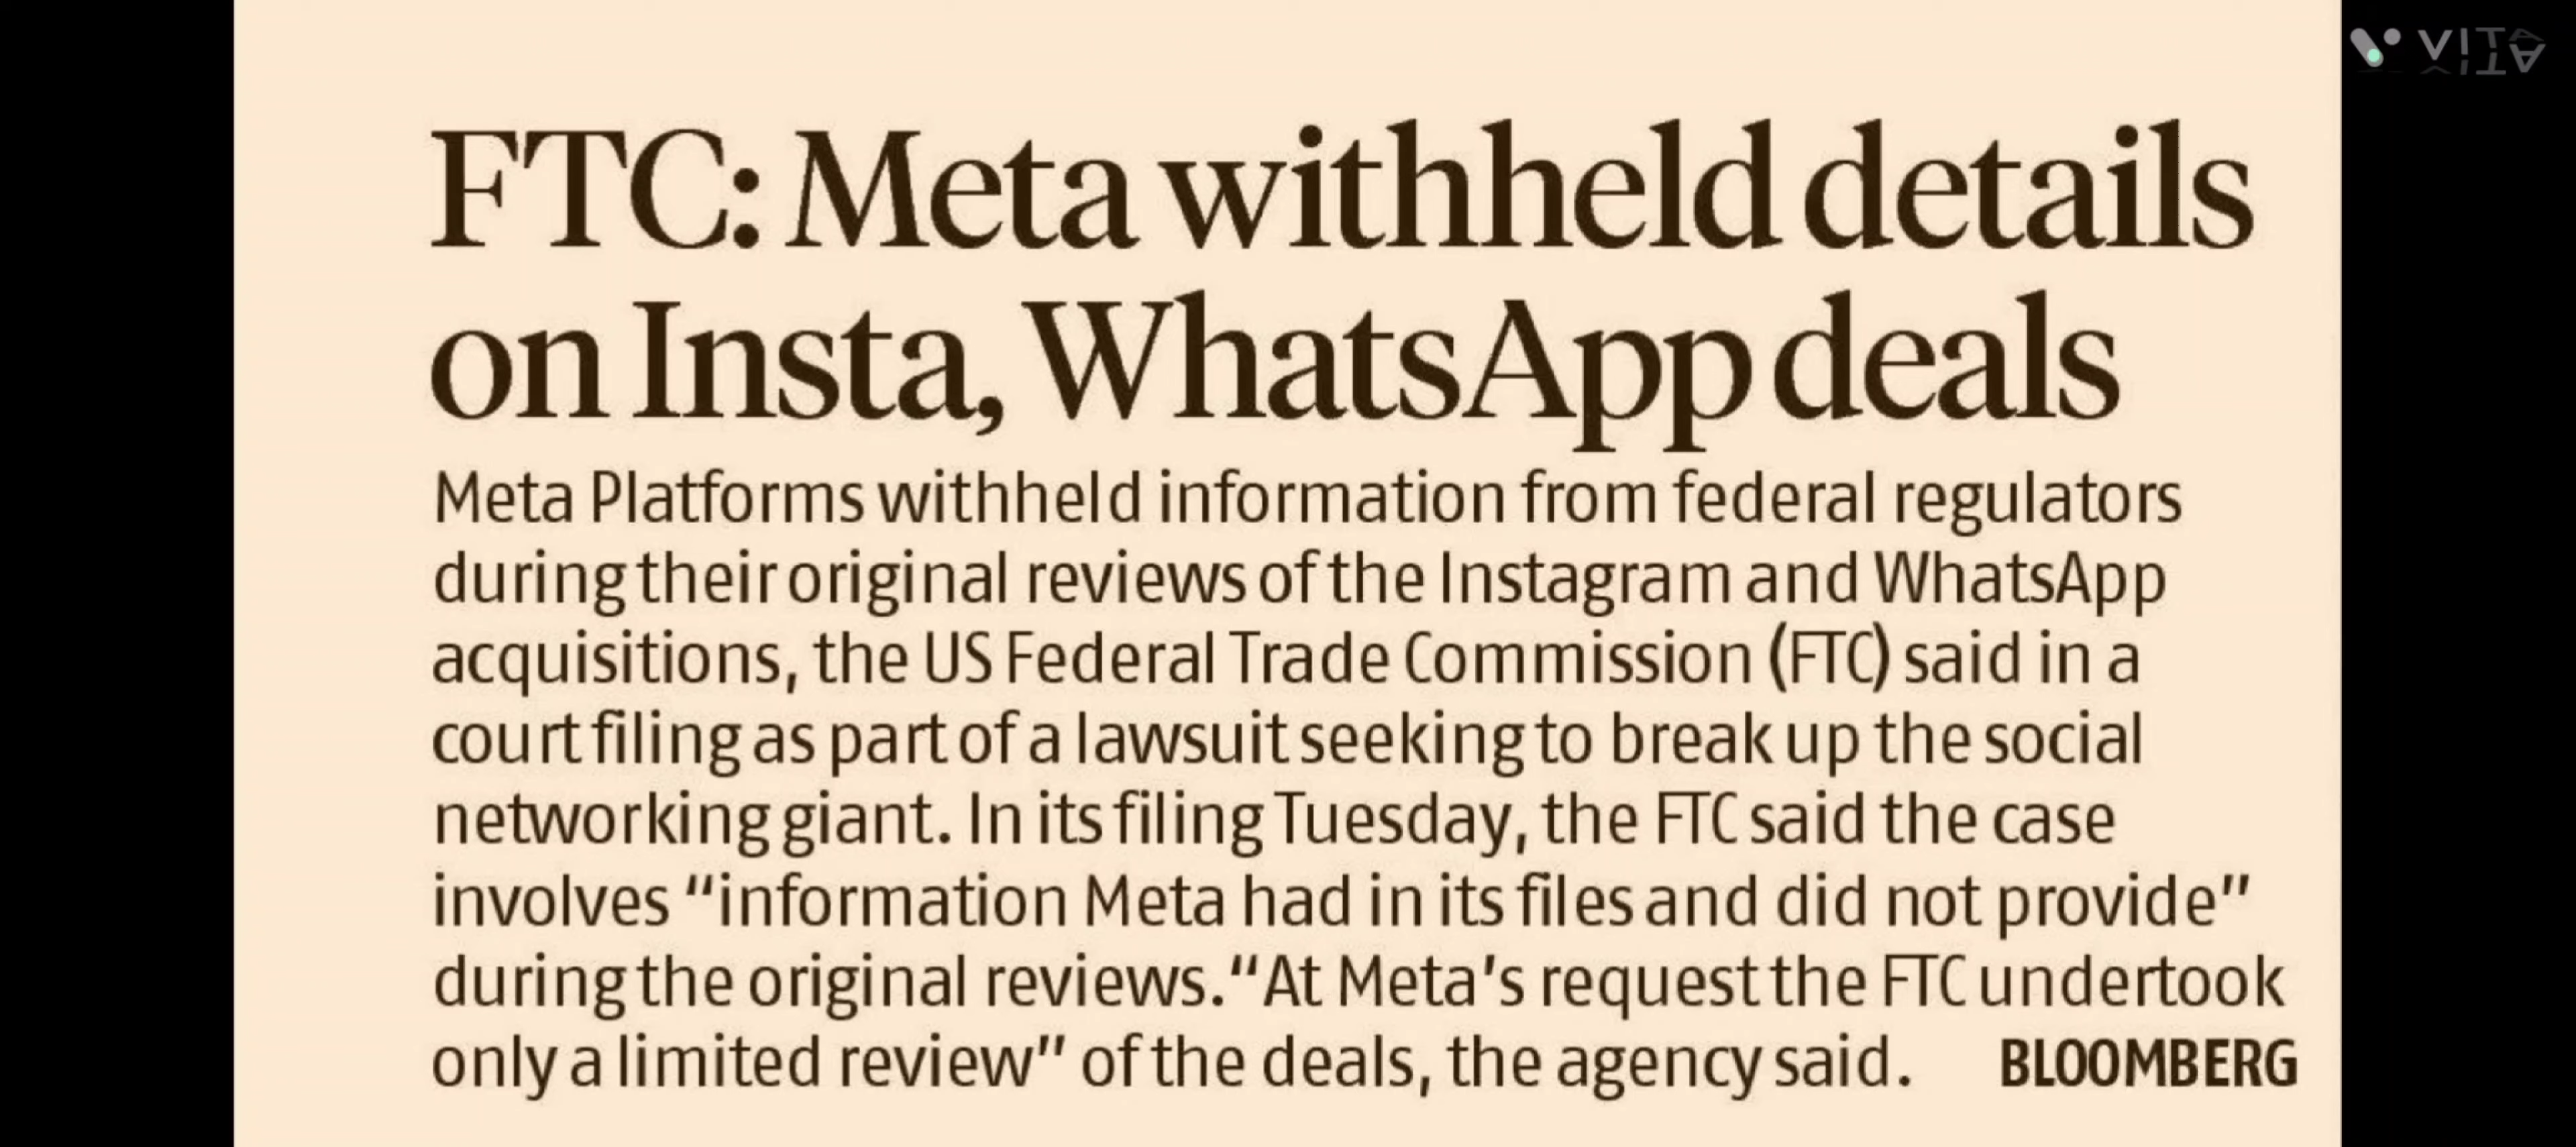 VITA
FTC: Meta withheld details
on Insta, WhatsApp deals
Meta Platforms withheld information from federal regulators
during their original reviews of the Instagram and WhatsApp
acquisitions, the US Federal Trade Commission (FTC) said in a
court filing as part of a lawsuit seeking to break up the social
networking giant. In its filing Tuesday, the FTC said the case
involves “information Meta had in its files and did not provide”
during the original reviews. “At Meta's request the FTC undertook
only a limited review” of the deals, the agency said. BLOOMBERG